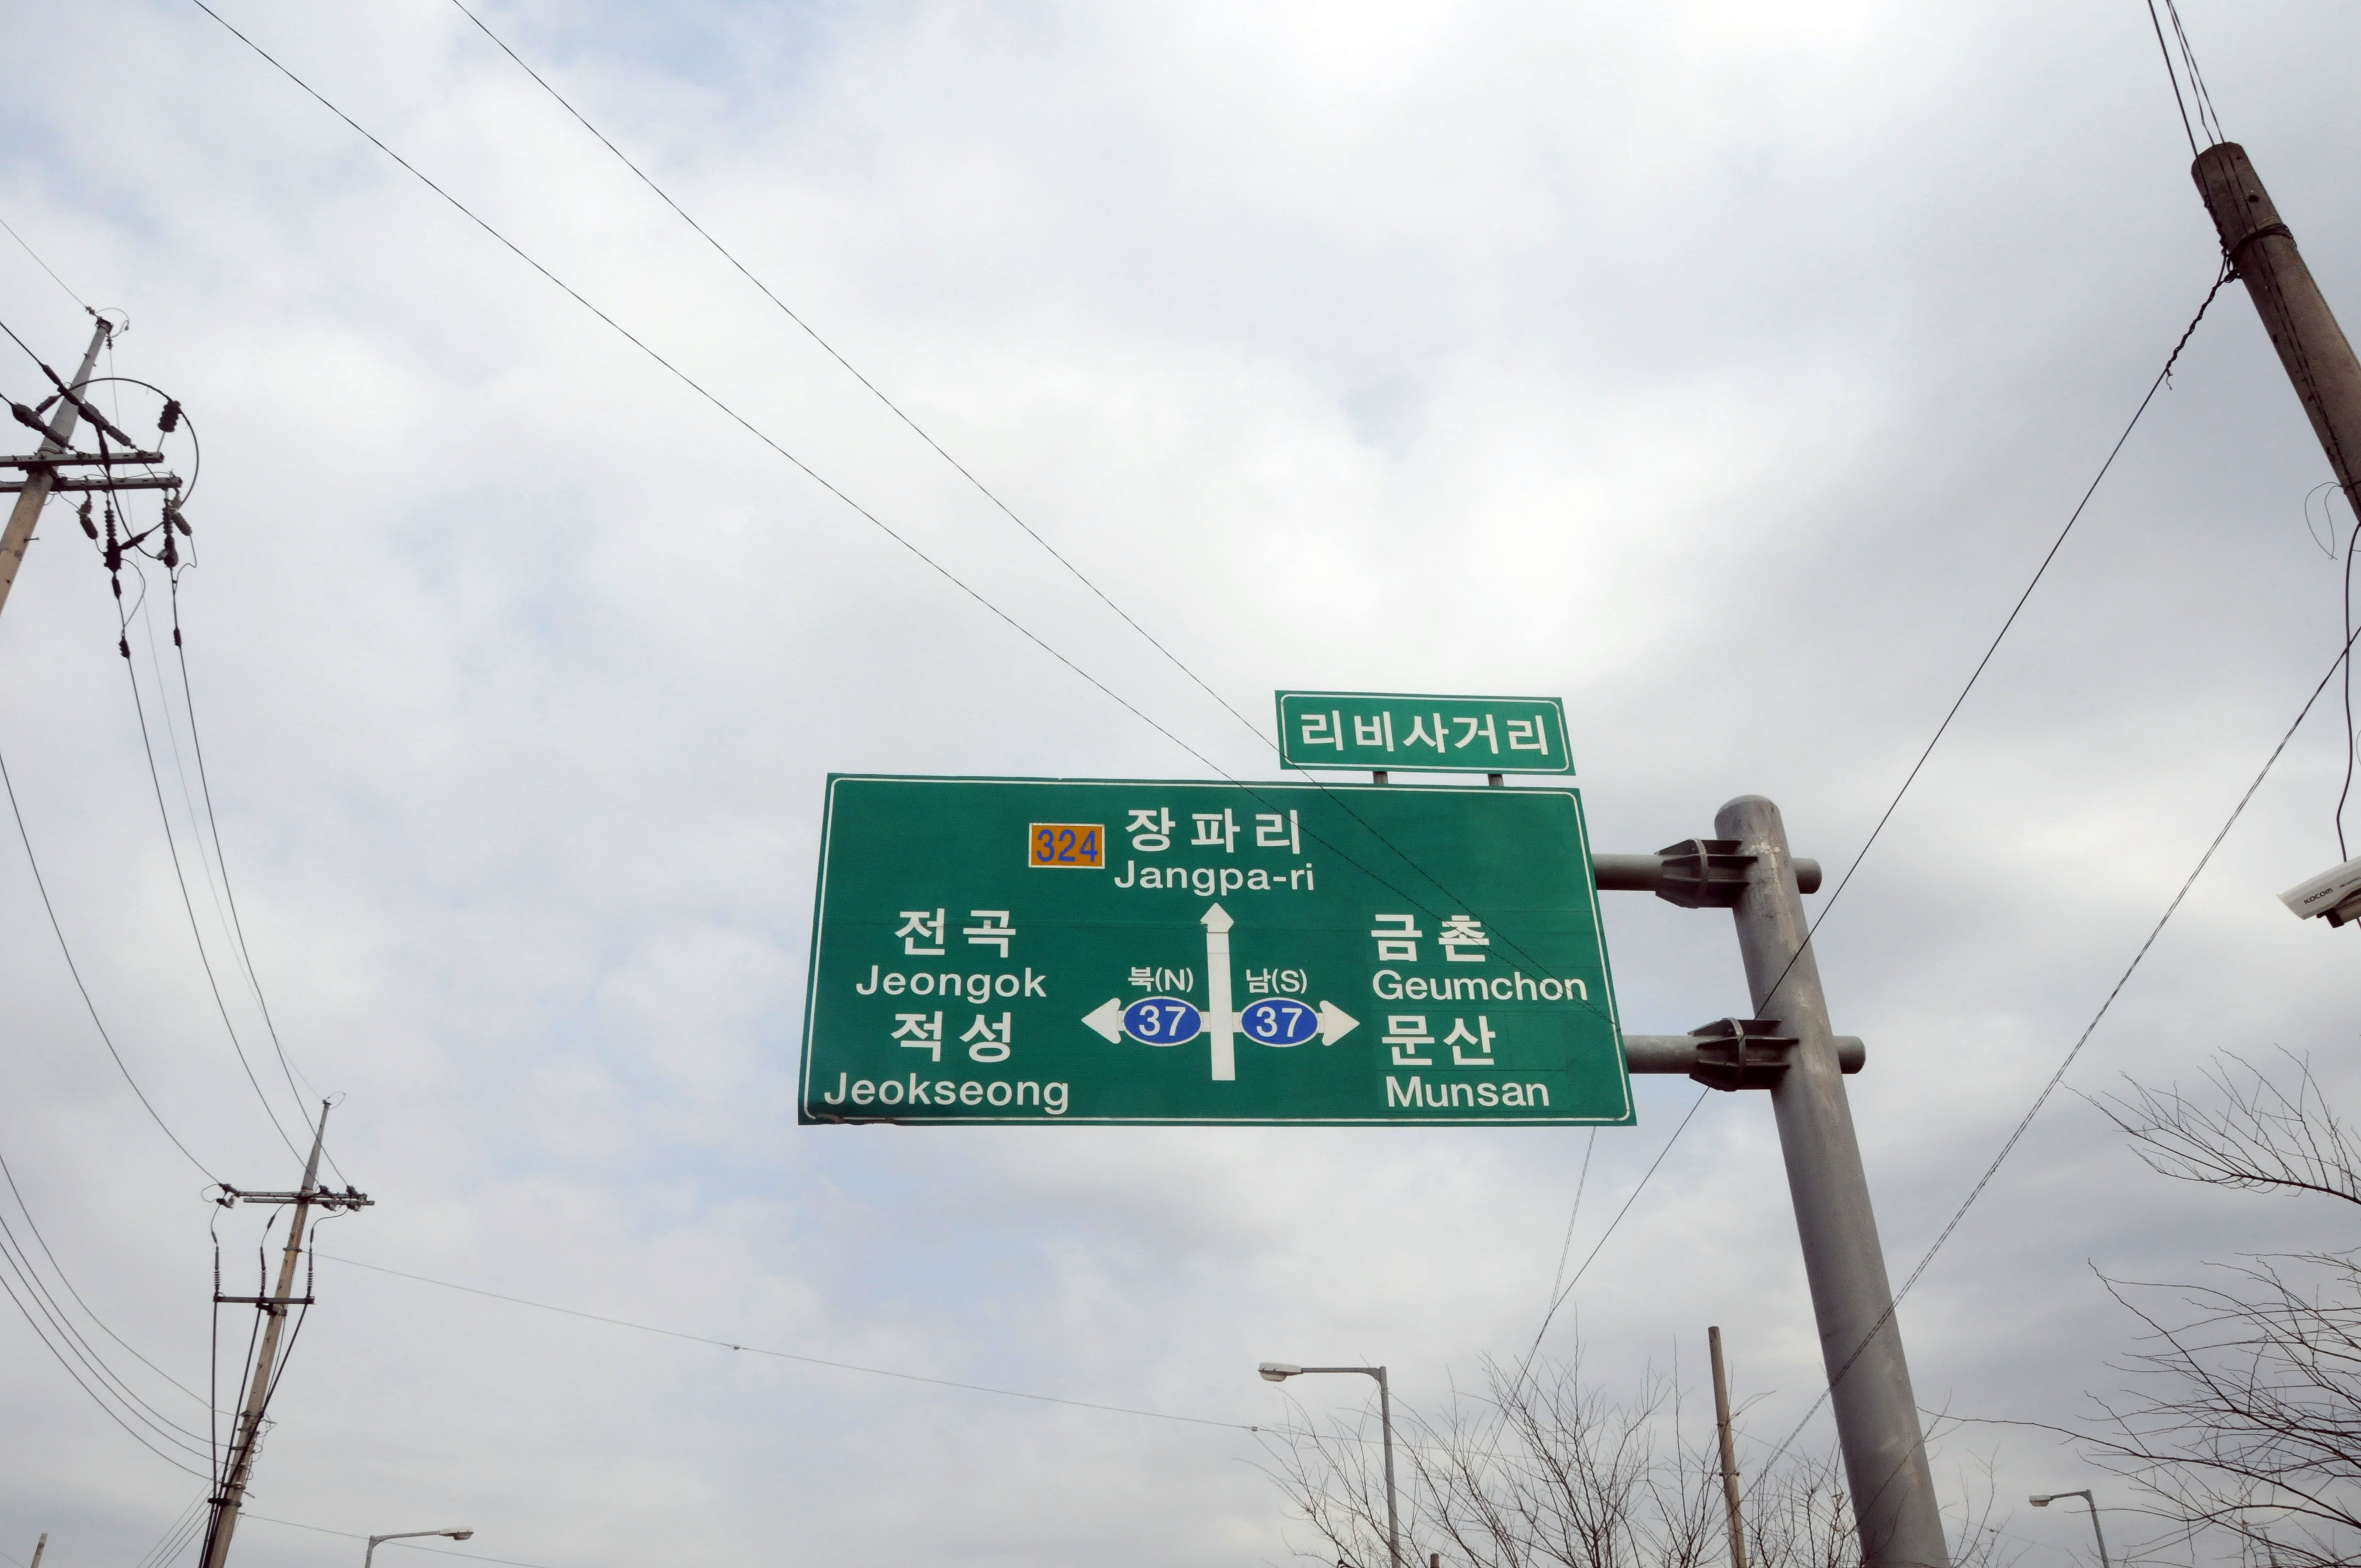 리비사거리
324 장파리
Jangpa-ri
전곡
Jeongok
적성
Jeokseong
북(N)
37
남(S)
37
금촌
Geumchon
문산
Munsan
KOCOM